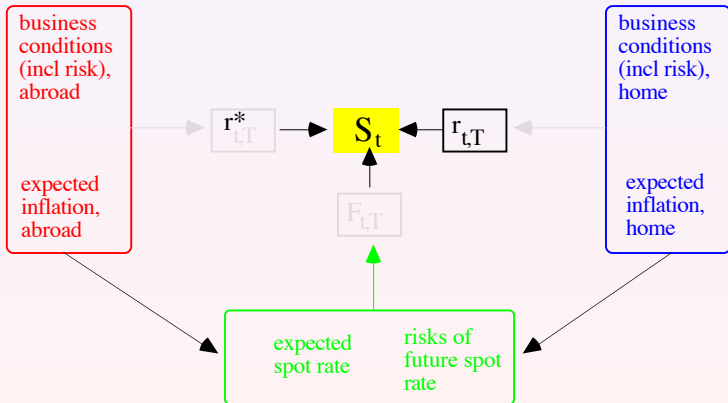 business
conditions
(incl risk),
abroad
expected
inflation,
abroad
r*t,T
St
rt,T
Ft,T
business
conditions
(incl risk),
home
expected
inflation,
home
expected
spot rate
risks of
future spot
rate